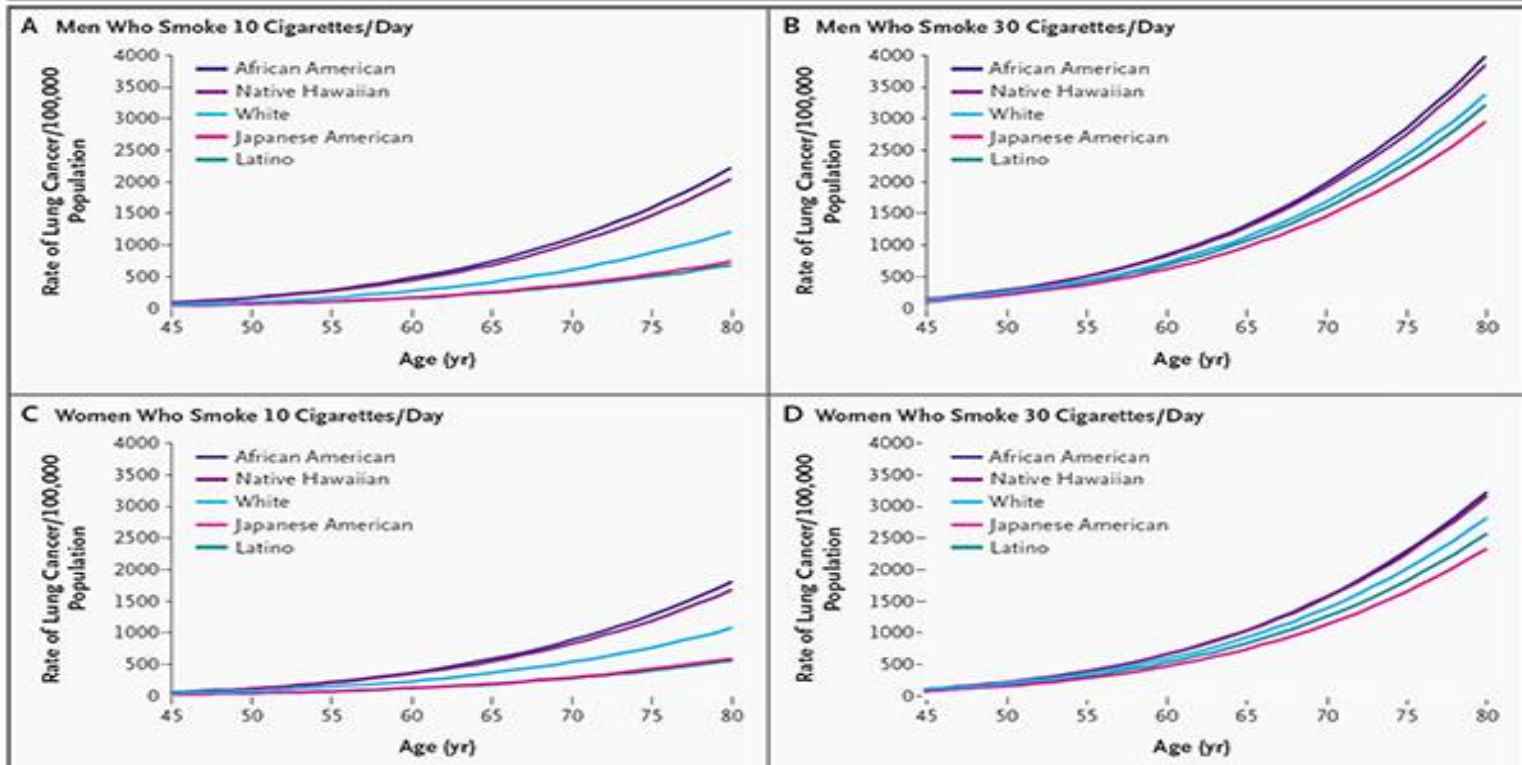 A Men Who Smoke 10 Cigarettes/Day
Rate of Lung Cancer/100,000
Population
4000
3500
3000
2500
2000
1500
1000
500
0
African American
Native Hawaiian
White
Japanese American
Latino
45 50 55 60 65 70 75 80
Age (yr)
B Men Who Smoke 30 Cigarettes/Day
Rate of Lung Cancer/100,000
Population
4000
3500
3000
2500
2000
1500
1000
500
0
African American
Native Hawaiian
White
Japanese American
Latino
45 50 55 60 65 70 75 80
Age (yr)
C Women Who Smoke 10 Cigarettes/Day
Rate of Lung Cancer/100,000
Population
4000
3500
3000
2500
2000
1500
1000
500
0
African American
Native Hawaiian
White
Japanese American
Latino
45 50 55 60 65 70 75 80
Age (yr)
D Women Who Smoke 30 Cigarettes/Day
Rate of Lung Cancer/100,000
Population
4000
3500
3000
2500
2000
1500
1000
500
0
African American
Native Hawaiian
White
Japanese American
Latino
45 50 55 60 65 70 75 80
Age (yr)